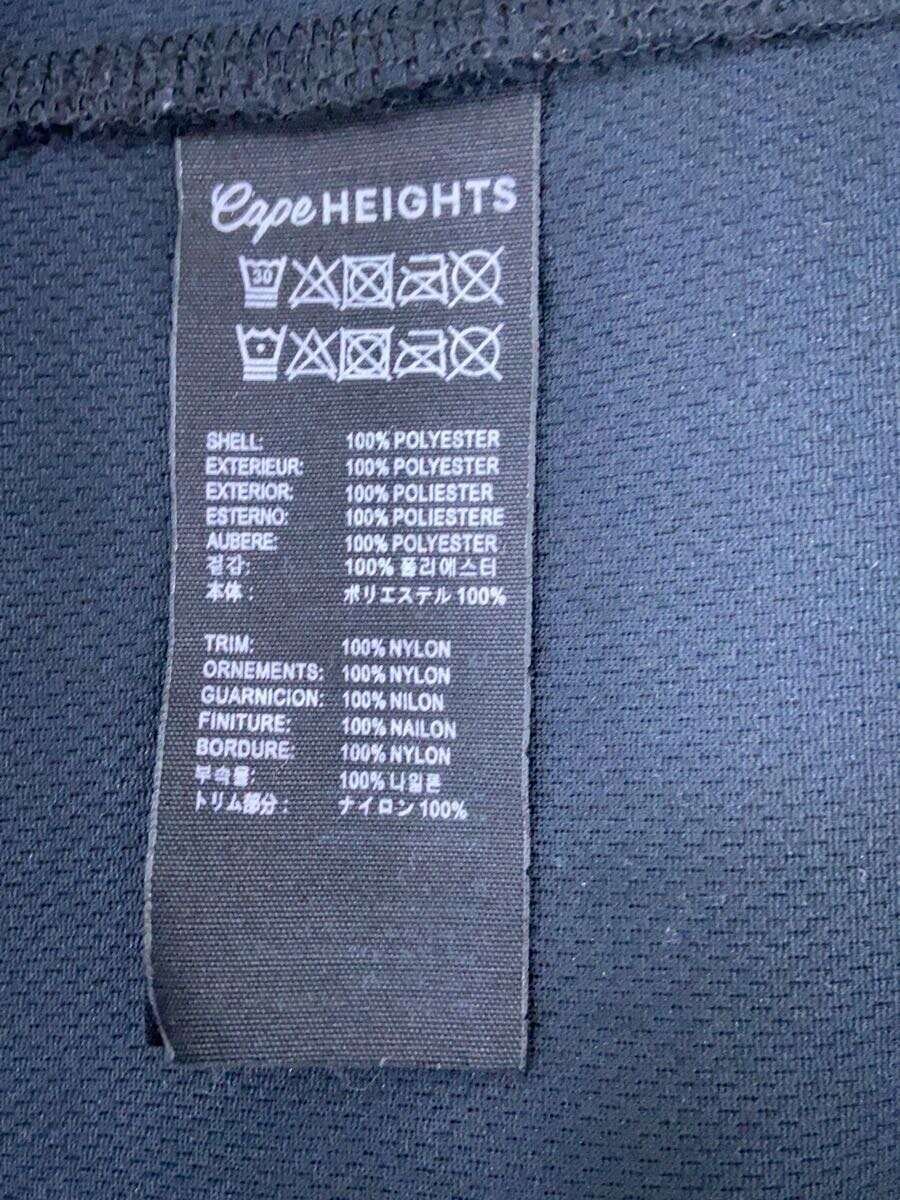 Cape HEIGHTS
30
SHELL: 100% POLYESTER
EXTERIEUR: 100% POLYESTER
EXTERIOR: 100% POLIESTER
ESTERNO: 100% POLIESTERE
AUBERE: 100% POLYESTER
겉감: 100% 폴리에스터
本体: ポリエステル 100%
TRIM: 100% NYLON
ORNEMENTS: 100% NYLON
GUARNICION: 100% NILON
FINITURE: 100% NAILON
BORDURE: 100% NYLON
부속물: 100% 나일론
トリム部分: ナイロン 100%